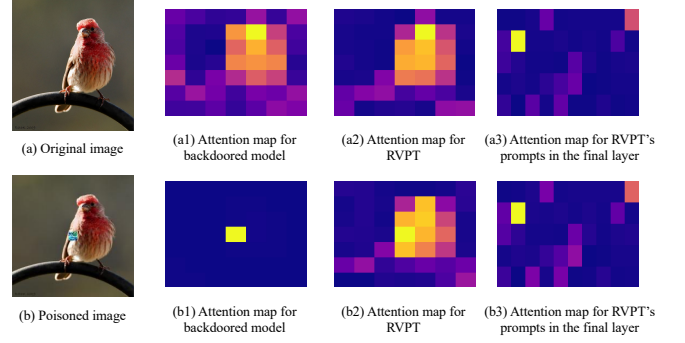 (a) Original image
(a1) Attention map for
backdoored model
(a2) Attention map for
RVPT
(a3) Attention map for RVPT's
prompts in the final layer
(b) Poisoned image
(b1) Attention map for
backdoored model
(b2) Attention map for
RVPT
(b3) Attention map for RVPT's
prompts in the final layer